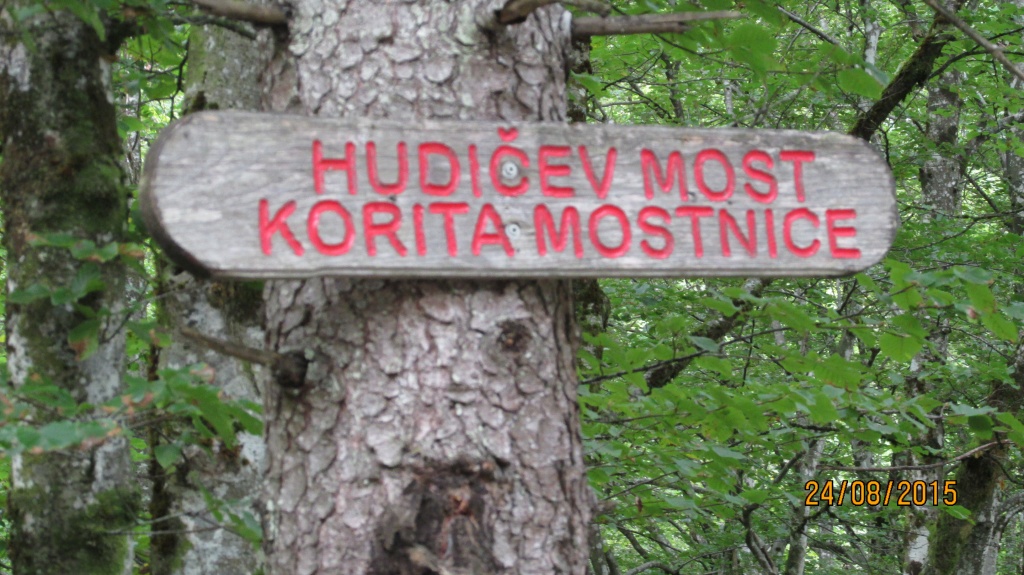 HUDIČEV MOST
KORITA MOSTNICE
24/08/2015